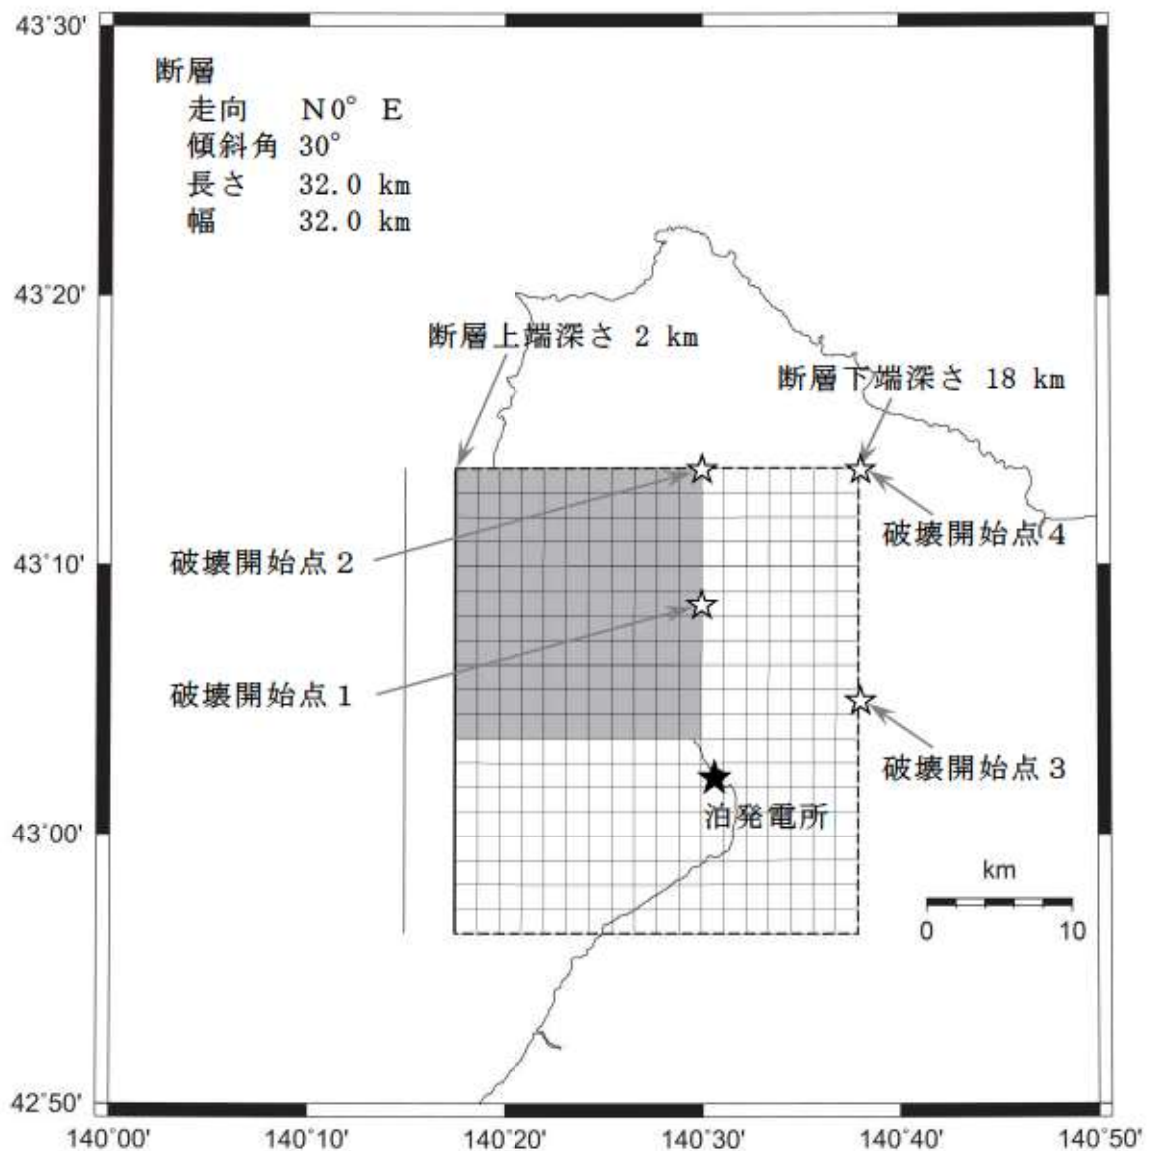 43°30'
断層
走向 N0° E
傾斜角 30°
長さ 32.0 km
幅 32.0 km
43°20'
断層上端深さ 2 km
断層下端深さ 18 km
破壊開始点4
43°10'
破壊開始点2
破壊開始点1
破壊開始点3
泊発電所
43°00'
km
0 10
42°50'
140°00' 140°10' 140°20' 140°30' 140°40' 140°50'